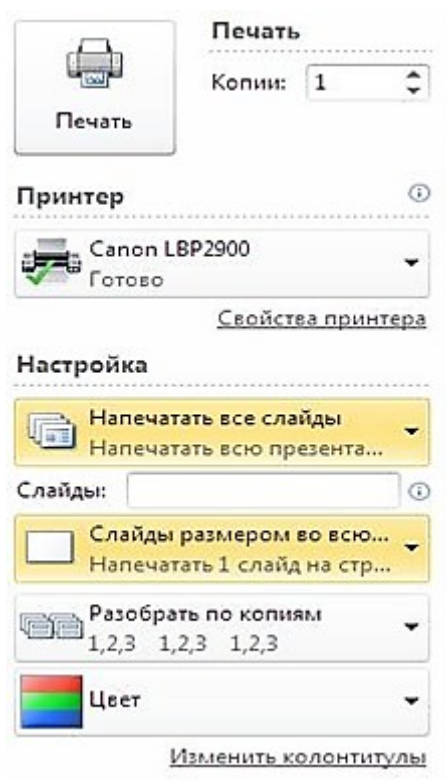 Печать
Копии: 1
Печать
Принтер
Canon LBP2900
Готово
Свойства принтера
Настройка
Напечатать все слайды
Напечатать всю презента...
Слайды:
Слайды размером во всю...
Напечатать 1 слайд на стр...
Разобрать по копиям
1,2,3 1,2,3 1,2,3
Цвет
Изменить колонтитулы